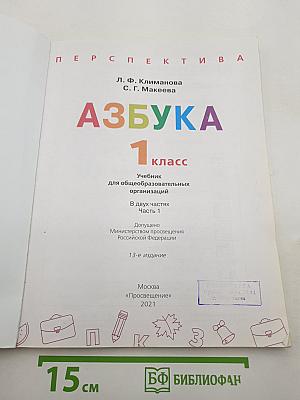 ПЕРСПЕКТИВА
Л. Ф. Климанова
С. Г. Макеева
АЗБУКА
1 класс
Учебник
для общеобразовательных
организаций
В двух частях
Часть 1
Допущено
Министерством просвещения
Российской Федерации
13-е издание
Москва
«Просвещение»
2021
П К З
15 см
БФ БИБЛИОФАН